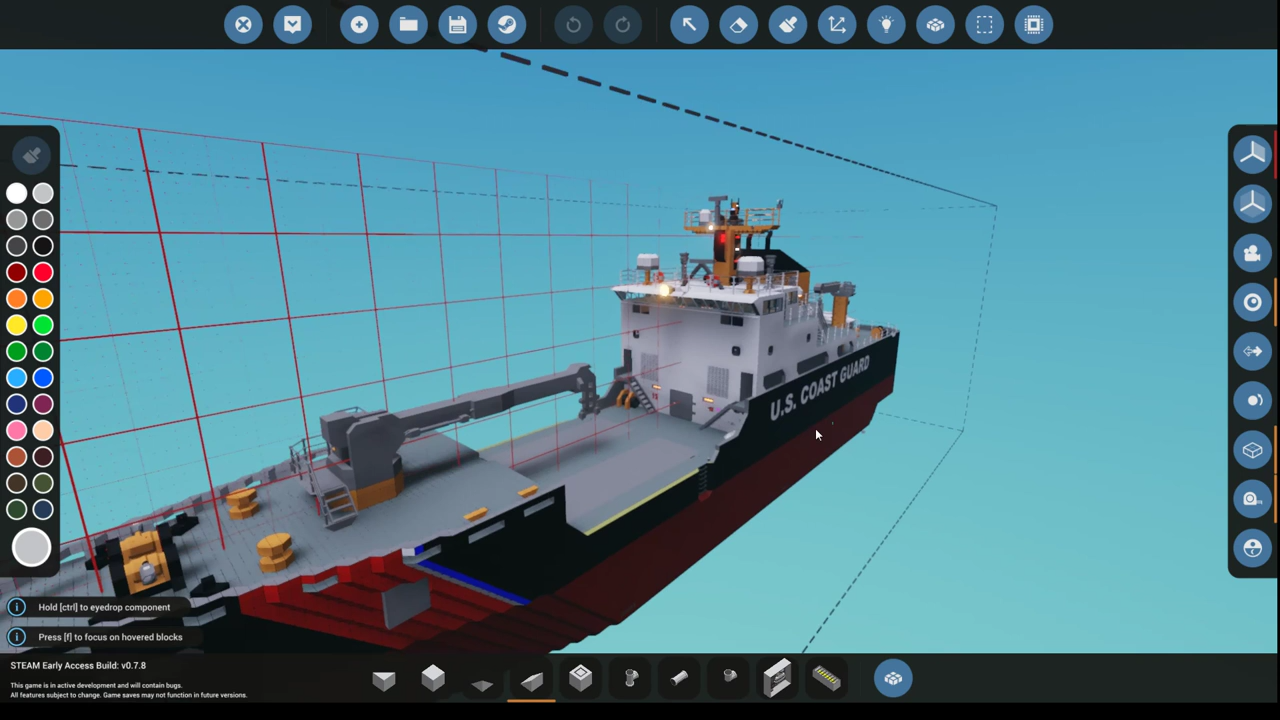 U.S. COAST GUARD
Hold [ctrl] to eyedrop component
Press [f] to focus on hovered blocks
STEAM Early Access Build: v0.7.8
This game is in active development and will contain bugs.
All features subject to change. Game saves may not function in future versions.